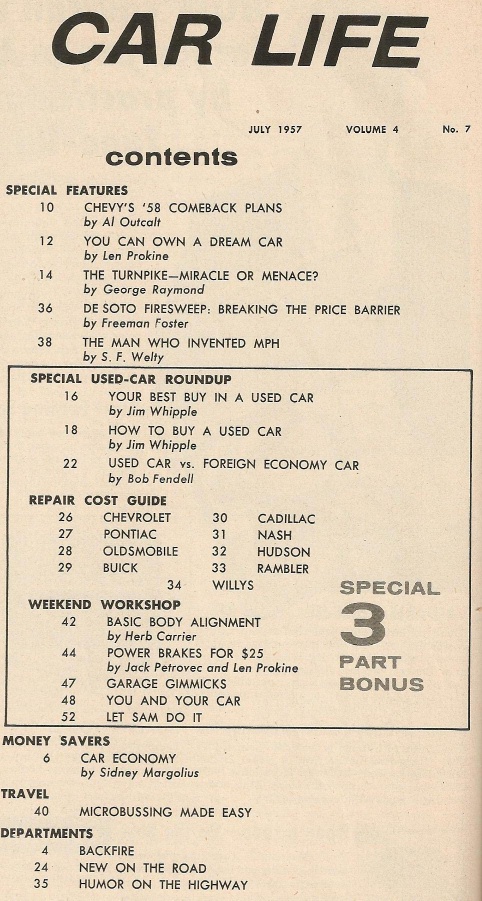 CAR LIFE
JULY 1957 VOLUME 4 No. 7
contents
SPECIAL FEATURES
10 CHEVY'S '58 COMEBACK PLANS
by Al Outcalt
12 YOU CAN OWN A DREAM CAR
by Len Prokine
14 THE TURNPIKE—MIRACLE OR MENACE?
by George Raymond
36 DE SOTO FIRESWEEP: BREAKING THE PRICE BARRIER
by Freeman Foster
38 THE MAN WHO INVENTED MPH
by S. F. Welty
SPECIAL USED-CAR ROUNDUP
16 YOUR BEST BUY IN A USED CAR
by Jim Whipple
18 HOW TO BUY A USED CAR
by Jim Whipple
22 USED CAR vs. FOREIGN ECONOMY CAR
by Bob Fendell
REPAIR COST GUIDE
26 CHEVROLET 30 CADILLAC
27 PONTIAC 31 NASH
28 OLDSMOBILE 32 HUDSON
29 BUICK 33 RAMBLER
34 WILLYS
WEEKEND WORKSHOP
42 BASIC BODY ALIGNMENT
by Herb Carrier
44 POWER BRAKES FOR $25
by Jack Petrovec and Len Prokine
47 GARAGE GIMMICKS
48 YOU AND YOUR CAR
52 LET SAM DO IT
SPECIAL
3
PART
BONUS
MONEY SAVERS
6 CAR ECONOMY
by Sidney Margolius
TRAVEL
40 MICROBUSSING MADE EASY
DEPARTMENTS
4 BACKFIRE
24 NEW ON THE ROAD
35 HUMOR ON THE HIGHWAY